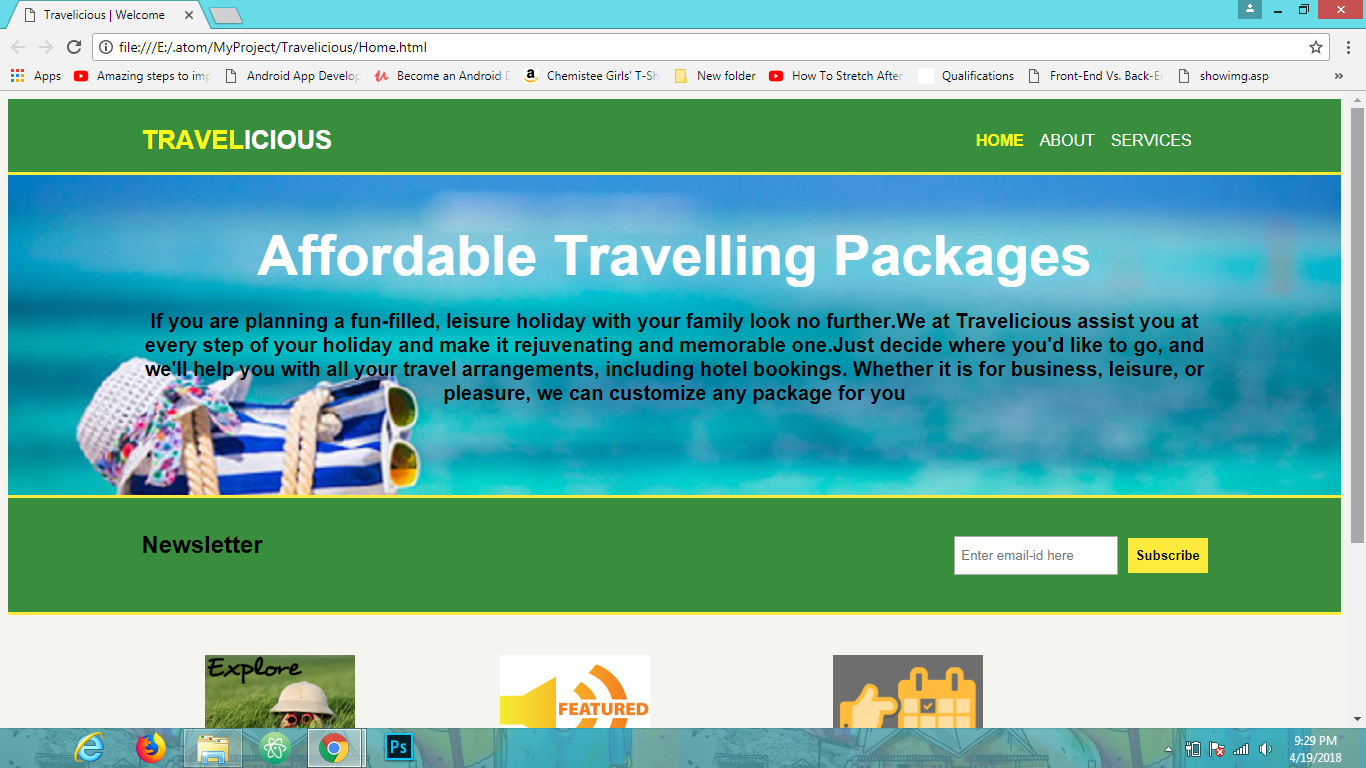 Travelicious | Welcome
file:///E:/.atom/MyProject/Travelicious/Home.html
Apps Amazing steps to imp Android App Develop Become an Android D Chemistee Girls' T-Sh New folder How To Stretch After Qualifications Front-End Vs. Back-E showimg.asp »
TRAVELICIOUS HOME ABOUT SERVICES
Affordable Travelling Packages
If you are planning a fun-filled, leisure holiday with your family look no further.We at Travelicious assist you at
every step of your holiday and make it rejuvenating and memorable one.Just decide where you'd like to go, and
we'll help you with all your travel arrangements, including hotel bookings. Whether it is for business, leisure, or
pleasure, we can customize any package for you
Newsletter Enter email-id here Subscribe
Explore
FEATURED
Ps
9:29 PM
4/19/2018